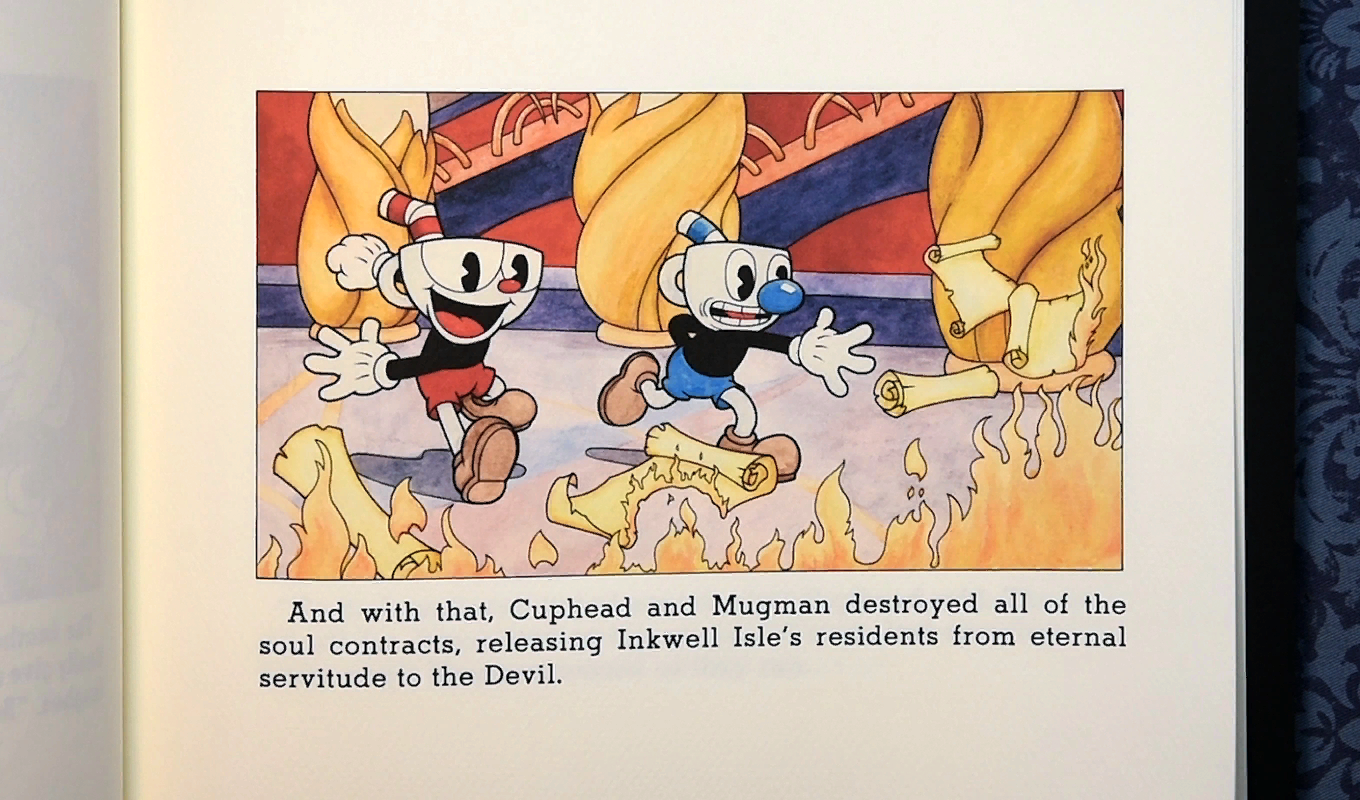 And with that, Cuphead and Mugman destroyed all of the
soul contracts, releasing Inkwell Isle's residents from eternal
servitude to the Devil.